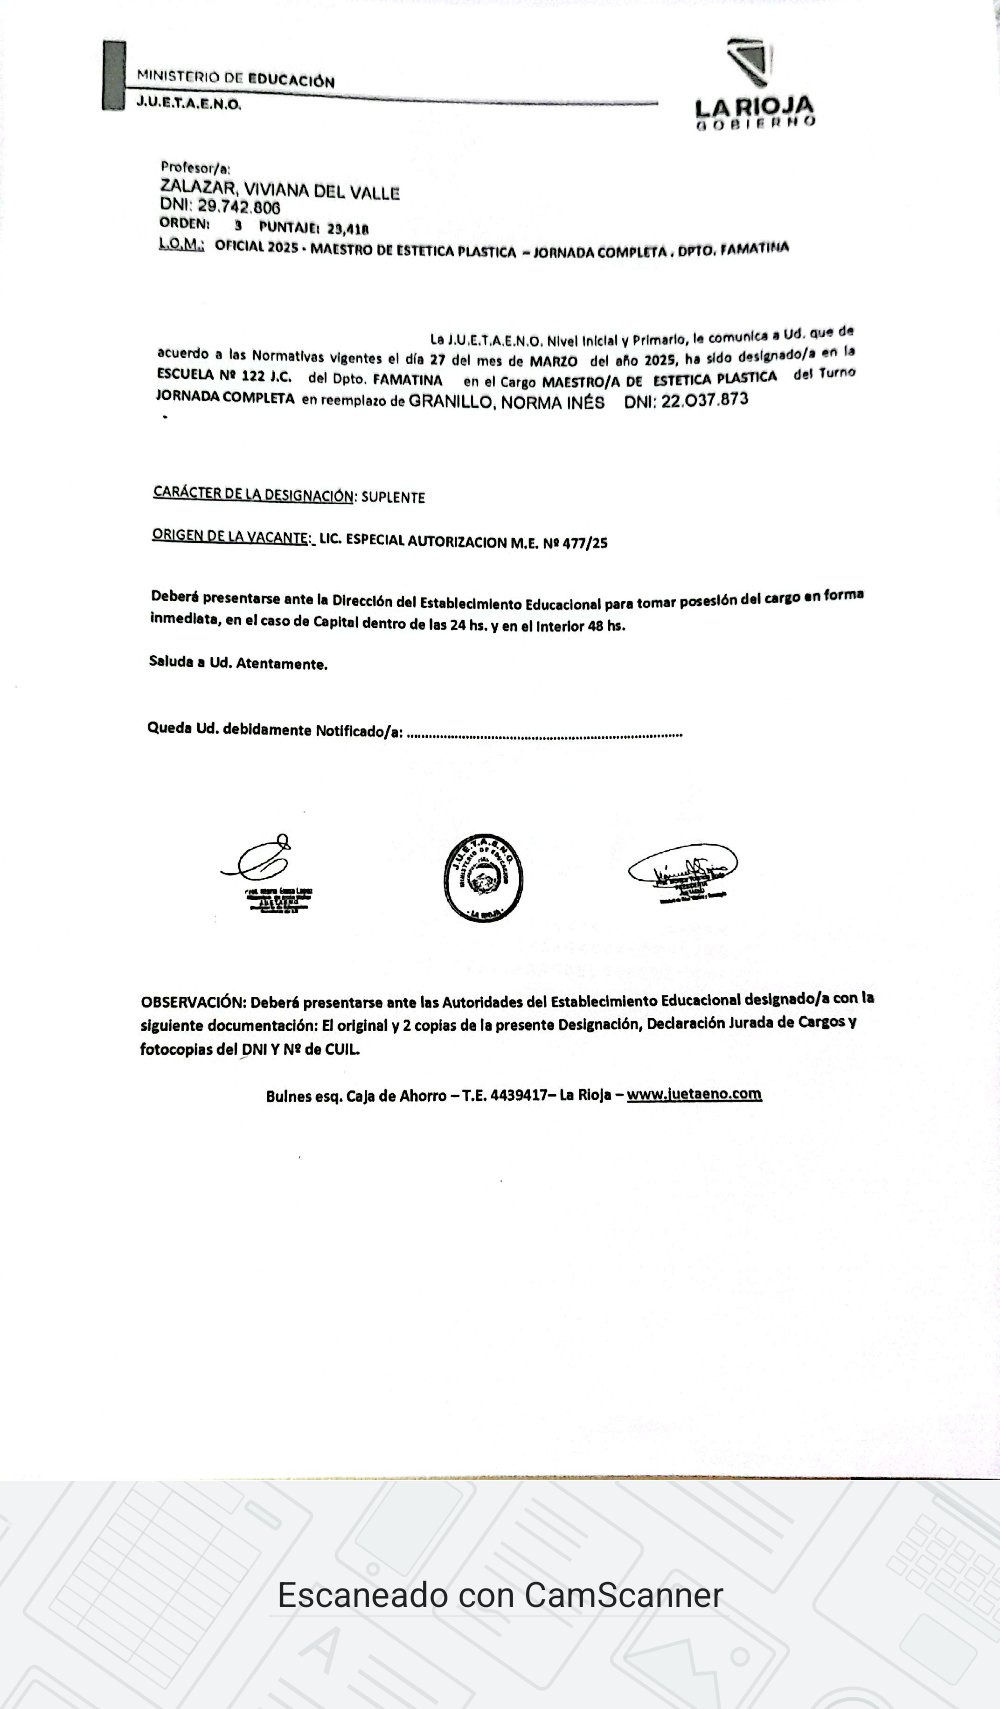 MINISTERIO DE EDUCACIÓN
J.U.E.T.A.E.N.O.
LA RIOJA
GOBIERNO
Profesor/a:
ZALAZAR, VIVIANA DEL VALLE
DNI: 29.742.806
ORDEN: 3 PUNTAJE: 23,418
L.O.M.: OFICIAL 2025 - MAESTRO DE ESTETICA PLASTICA – JORNADA COMPLETA . DPTO. FAMATINA
La J.U.E.T.A.E.N.O. Nivel Inicial y Primario, le comunica a Ud. que de
acuerdo a las Normativas vigentes el día 27 del mes de MARZO del año 2025, ha sido designado/a en la
ESCUELA Nº 122 J.C. del Dpto. FAMATINA en el Cargo MAESTRO/A DE ESTETICA PLASTICA del Turno
JORNADA COMPLETA en reemplazo de GRANILLO, NORMA INÉS DNI: 22.O37.873
.
CARÁCTER DE LA DESIGNACIÓN: SUPLENTE
ORIGEN DE LA VACANTE: LIC. ESPECIAL AUTORIZACION M.E. Nº 477/25
Deberá presentarse ante la Dirección del Establecimiento Educacional para tomar posesión del cargo en forma
inmediata, en el caso de Capital dentro de las 24 hs. y en el Interior 48 hs.
Saluda a Ud. Atentamente.
Queda Ud. debidamente Notificado/a: ............................................................................
J.U.E.T.A.E.N.O.
MINISTERIO DE EDUCACION
- LA RIOJA -
JUETAENO
PRESIDENTA
OBSERVACIÓN: Deberá presentarse ante las Autoridades del Establecimiento Educacional designado/a con la
siguiente documentación: El original y 2 copias de la presente Designación, Declaración Jurada de Cargos y
fotocopias del DNI Y Nº de CUIL.
Bulnes esq. Caja de Ahorro – T.E. 4439417– La Rioja – www.juetaeno.com
Escaneado con CamScanner